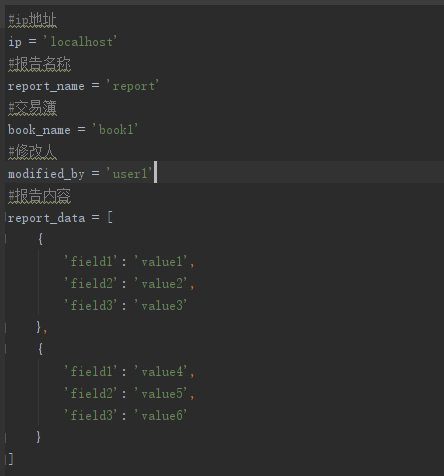 #ip地址
ip = 'localhost'
#报告名称
report_name = 'report'
#交易簿
book_name = 'book1'
#修改人
modified_by = 'user1'
#报告内容
report_data = [
    {
        'field1': 'value1',
        'field2': 'value2',
        'field3': 'value3'
    },
    {
        'field1': 'value4',
        'field2': 'value5',
        'field3': 'value6'
    }
]